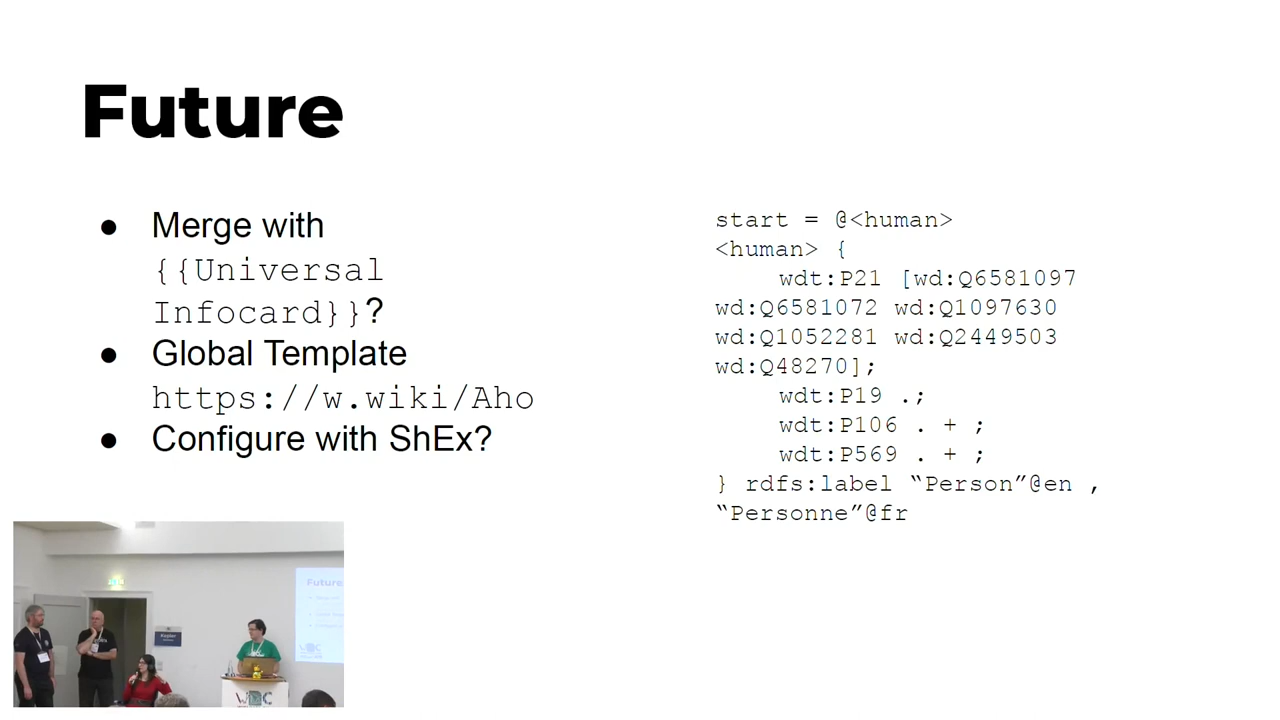 Future
● Merge with
{{Universal
Infocard}}?
● Global Template
https://w.wiki/Aho
● Configure with ShEx?
start = @<human>
<human> {
wdt:P21 [wd:Q6581097
wd:Q6581072 wd:Q1097630
wd:Q1052281 wd:Q2449503
wd:Q48270];
wdt:P19 .;
wdt:P106 . + ;
wdt:P569 . + ;
} rdfs:label “Person”@en ,
“Personne”@fr
Future
Kepler